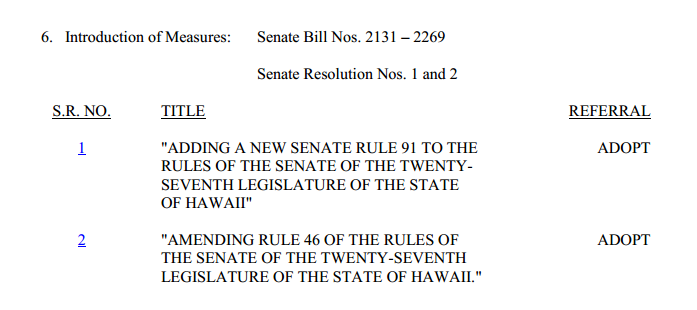 6. Introduction of Measures: Senate Bill Nos. 2131 – 2269
Senate Resolution Nos. 1 and 2
S.R. NO. TITLE REFERRAL
1 "ADDING A NEW SENATE RULE 91 TO THE ADOPT
RULES OF THE SENATE OF THE TWENTY-
SEVENTH LEGISLATURE OF THE STATE
OF HAWAII"
2 "AMENDING RULE 46 OF THE RULES OF ADOPT
THE SENATE OF THE TWENTY-SEVENTH
LEGISLATURE OF THE STATE OF HAWAII."